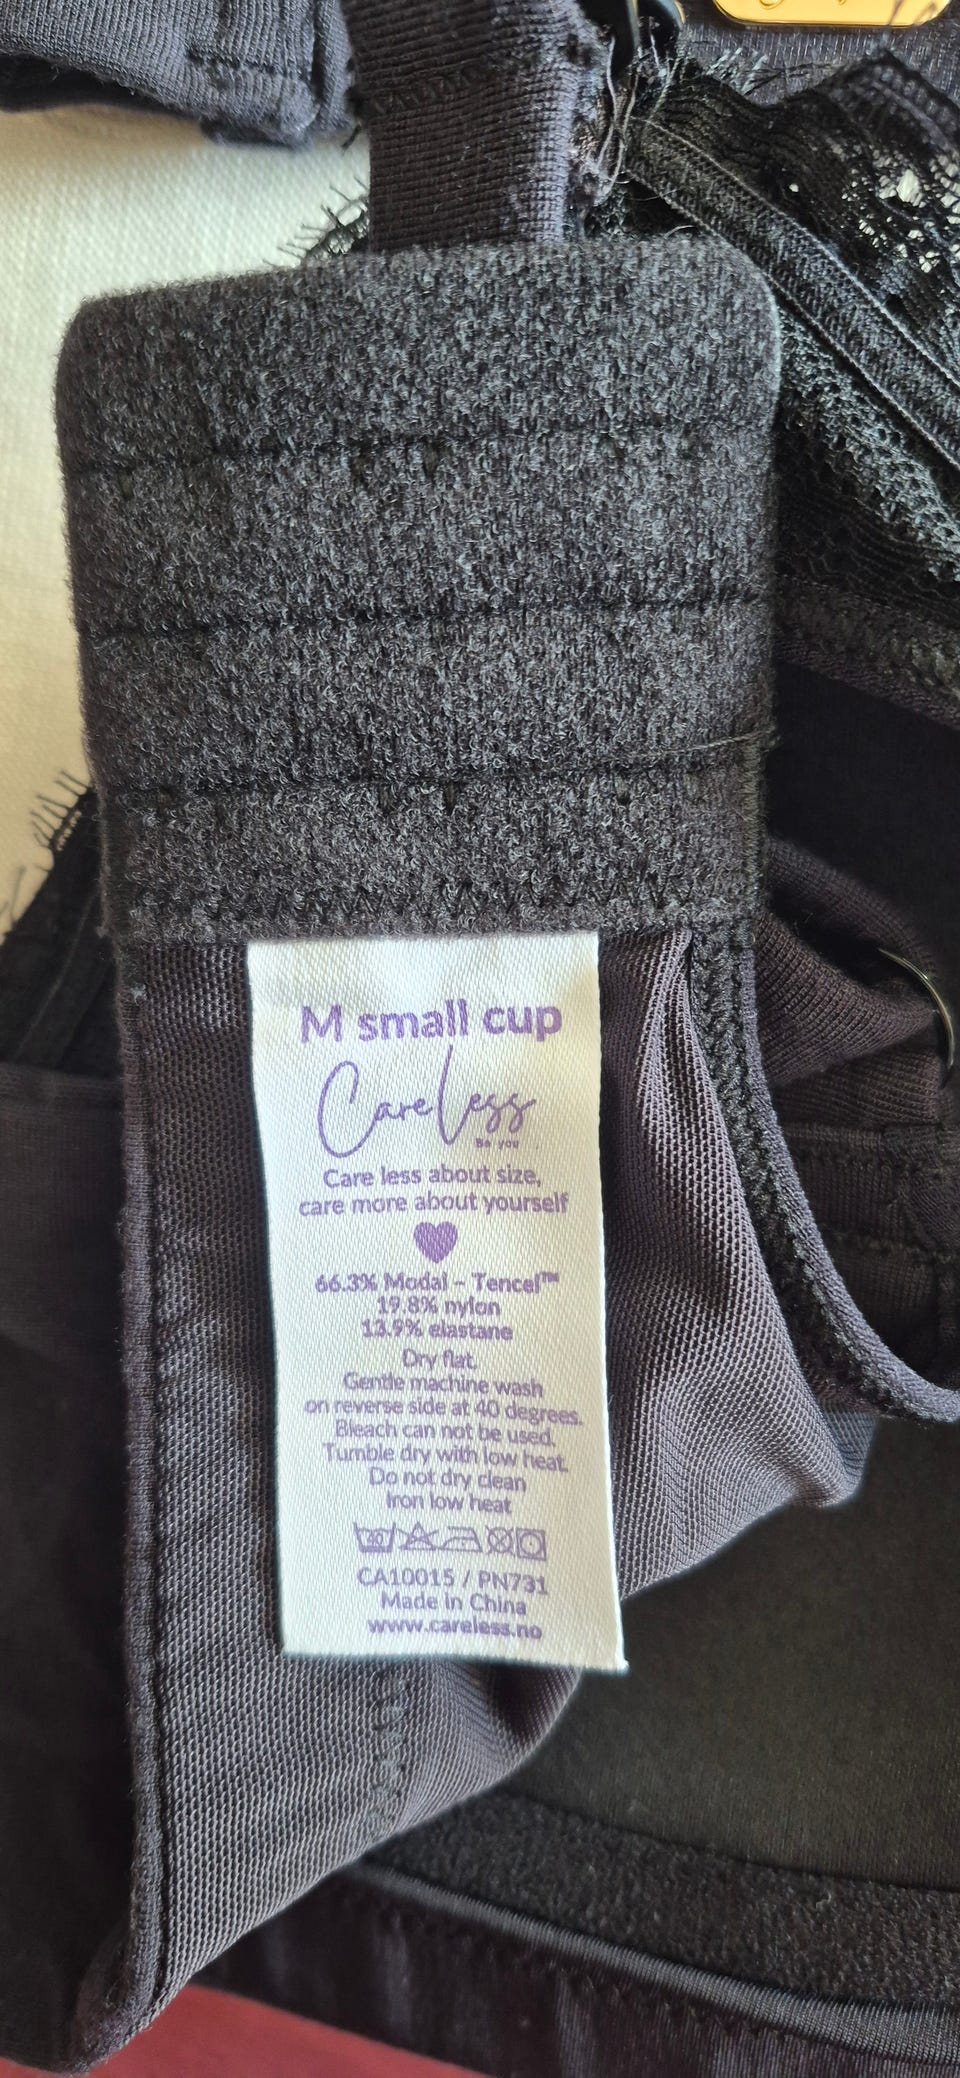 M small cup
CareLess
Be you
Care less about size,
care more about yourself
66.3% Modal – Tencel™
19.8% nylon
13.9% elastane
Dry flat.
Gentle machine wash
on reverse side at 40 degrees.
Bleach can not be used.
Tumble dry with low heat.
Do not dry clean
Iron low heat
40
CA10015 / PN731
Made in China
www.careless.no